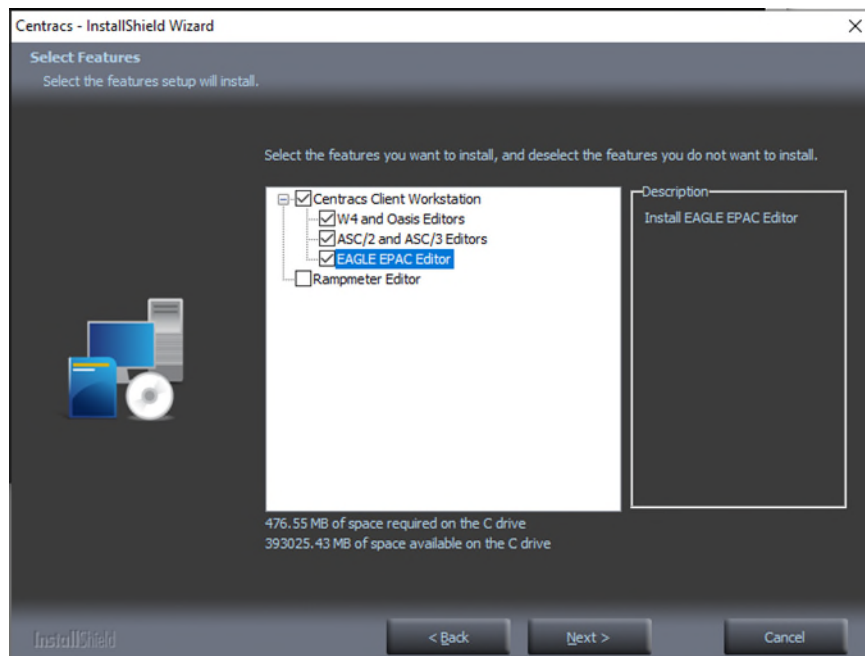 Centracs - InstallShield Wizard
Select Features
Select the features setup will install.
Select the features you want to install, and deselect the features you do not want to install.
Centracs Client Workstation
W4 and Oasis Editors
ASC/2 and ASC/3 Editors
EAGLE EPAC Editor
Rampmeter Editor
Description
Install EAGLE EPAC Editor
476.55 MB of space required on the C drive
393025.43 MB of space available on the C drive
InstallShield
< Back
Next >
Cancel